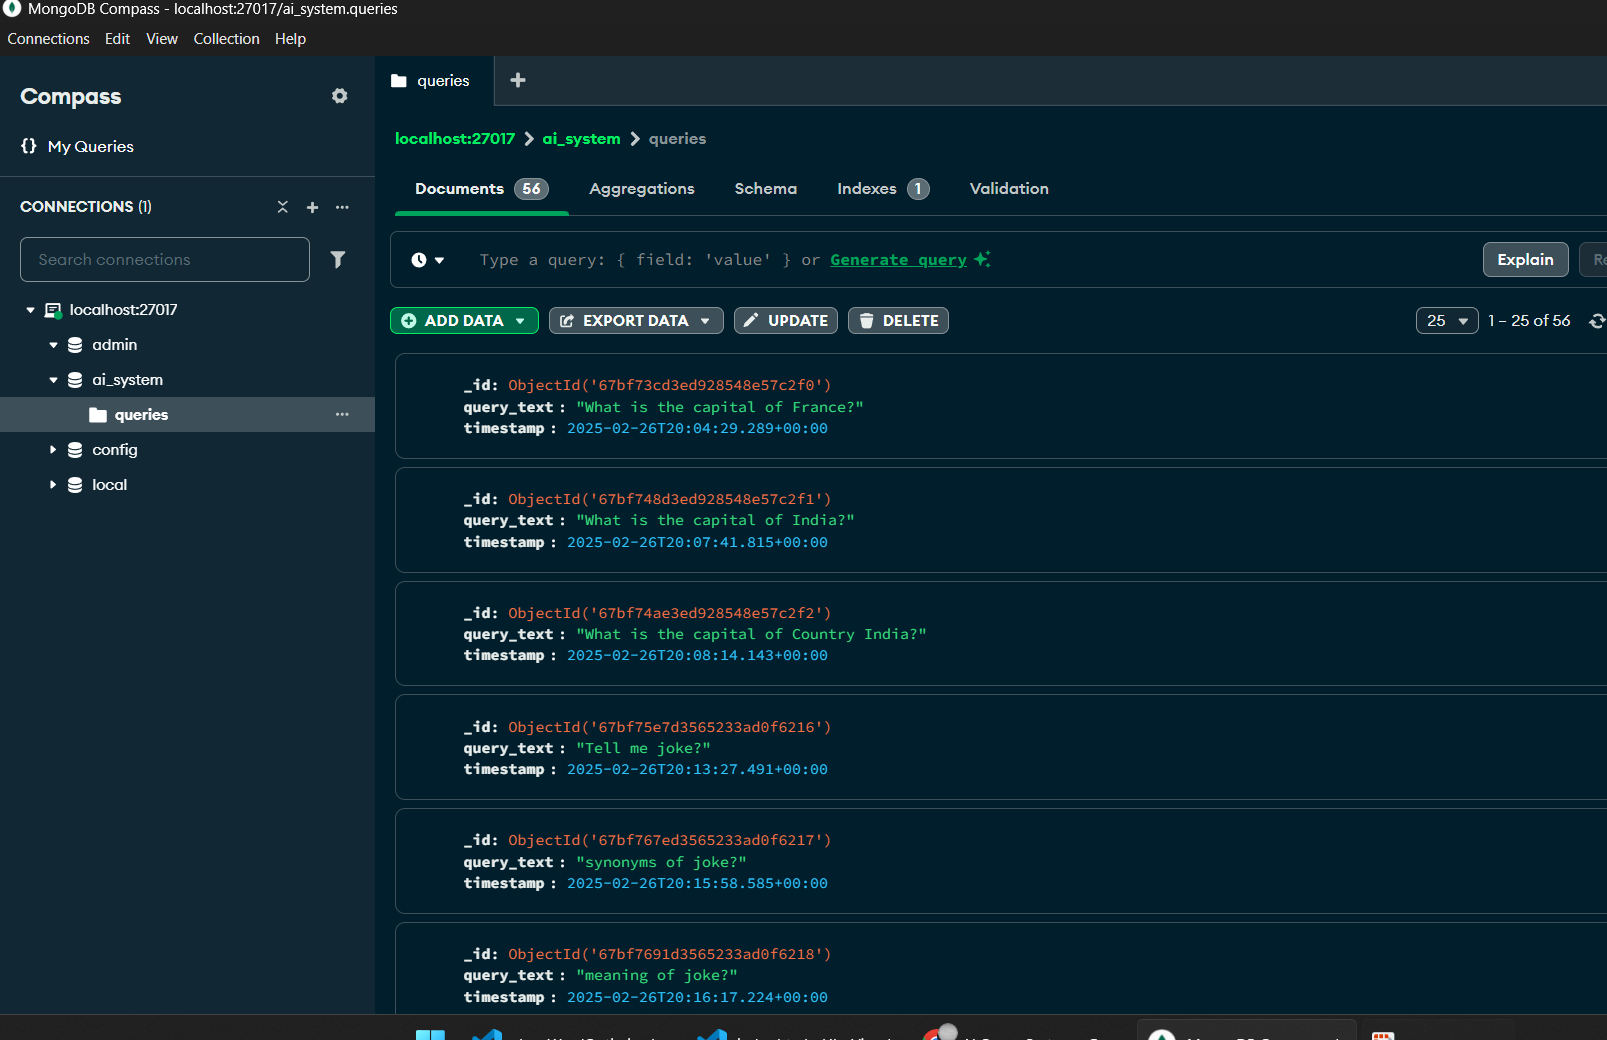 MongoDB Compass - localhost:27017/ai_system.queries
Connections Edit View Collection Help
Compass
{} My Queries
CONNECTIONS (1)
Search connections
localhost:27017
admin
ai_system
queries
config
local
queries
localhost:27017 > ai_system > queries
Documents 56 Aggregations Schema Indexes 1 Validation
Type a query: { field: 'value' } or Generate query
Explain
ADD DATA EXPORT DATA UPDATE DELETE
25 1 – 25 of 56
_id: ObjectId('67bf73cd3ed928548e57c2f0')
query_text : "What is the capital of France?"
timestamp : 2025-02-26T20:04:29.289+00:00
_id: ObjectId('67bf748d3ed928548e57c2f1')
query_text : "What is the capital of India?"
timestamp : 2025-02-26T20:07:41.815+00:00
_id: ObjectId('67bf74ae3ed928548e57c2f2')
query_text : "What is the capital of Country India?"
timestamp : 2025-02-26T20:08:14.143+00:00
_id: ObjectId('67bf75e7d3565233ad0f6216')
query_text : "Tell me joke?"
timestamp : 2025-02-26T20:13:27.491+00:00
_id: ObjectId('67bf767ed3565233ad0f6217')
query_text : "synonyms of joke?"
timestamp : 2025-02-26T20:15:58.585+00:00
_id: ObjectId('67bf7691d3565233ad0f6218')
query_text : "meaning of joke?"
timestamp : 2025-02-26T20:16:17.224+00:00